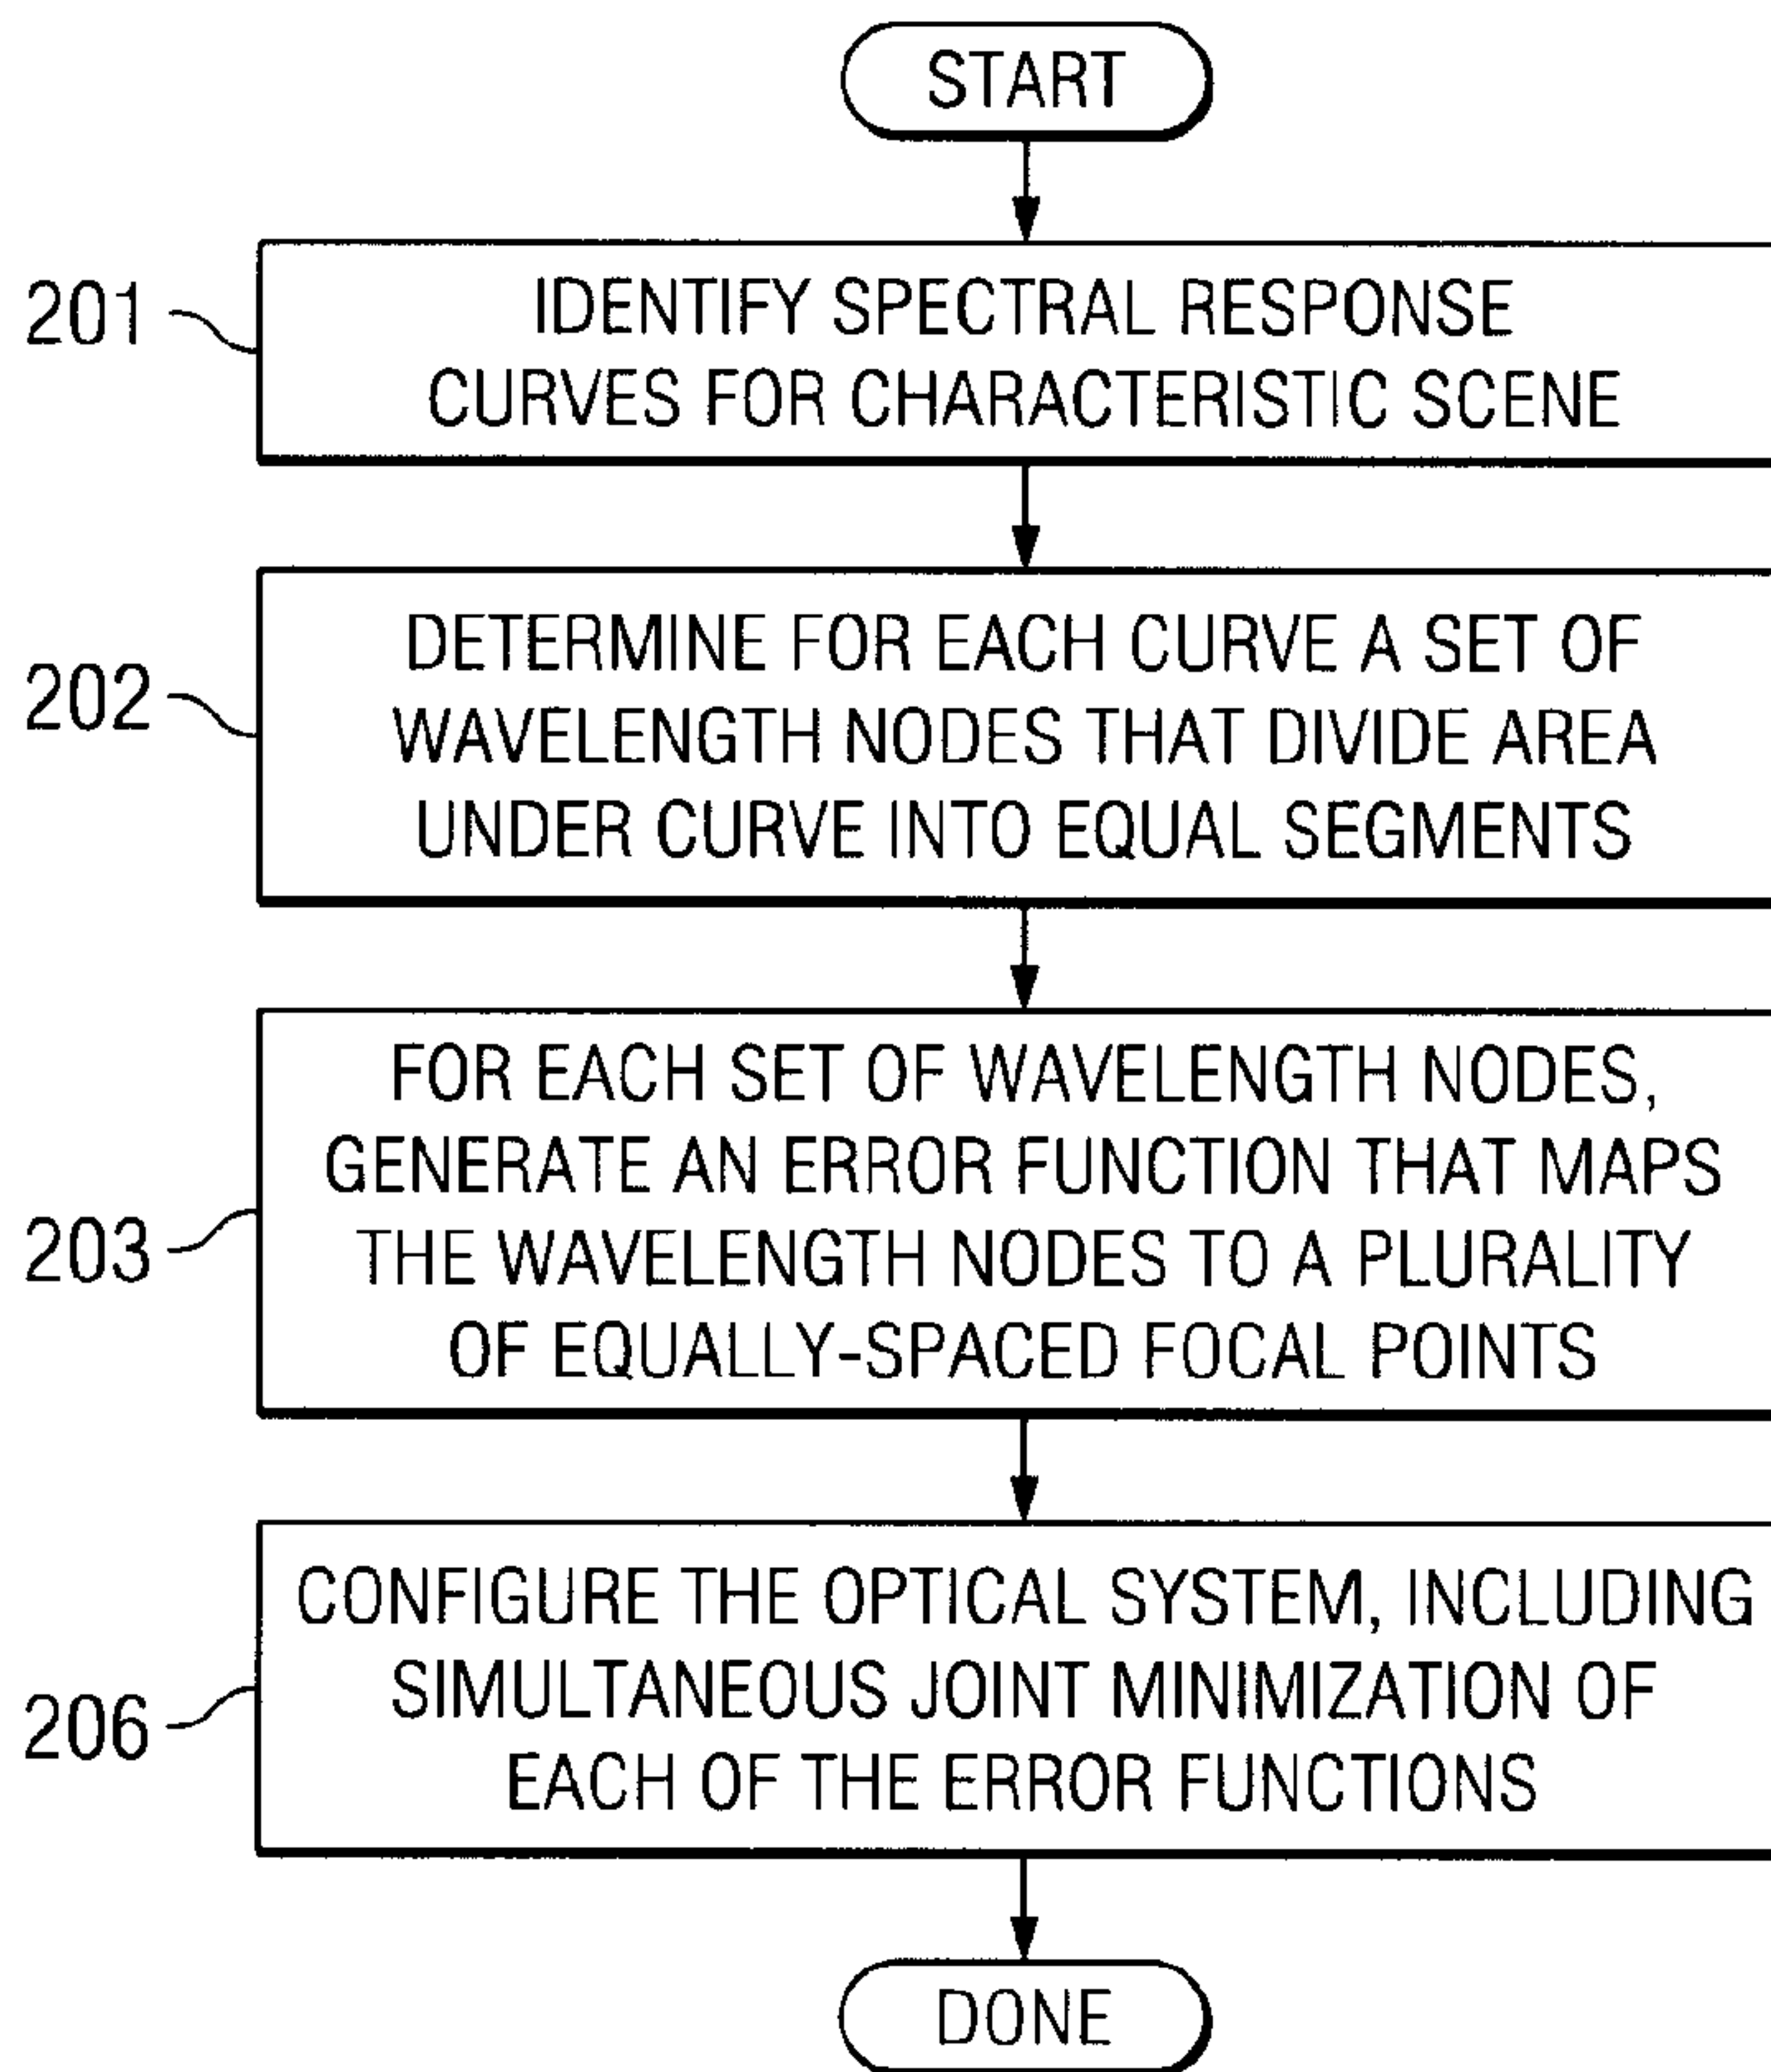 START
201
IDENTIFY SPECTRAL RESPONSE
CURVES FOR CHARACTERISTIC SCENE
202
DETERMINE FOR EACH CURVE A SET OF
WAVELENGTH NODES THAT DIVIDE AREA
UNDER CURVE INTO EQUAL SEGMENTS
203
FOR EACH SET OF WAVELENGTH NODES,
GENERATE AN ERROR FUNCTION THAT MAPS
THE WAVELENGTH NODES TO A PLURALITY
OF EQUALLY-SPACED FOCAL POINTS
206
CONFIGURE THE OPTICAL SYSTEM, INCLUDING
SIMULTANEOUS JOINT MINIMIZATION OF
EACH OF THE ERROR FUNCTIONS
DONE